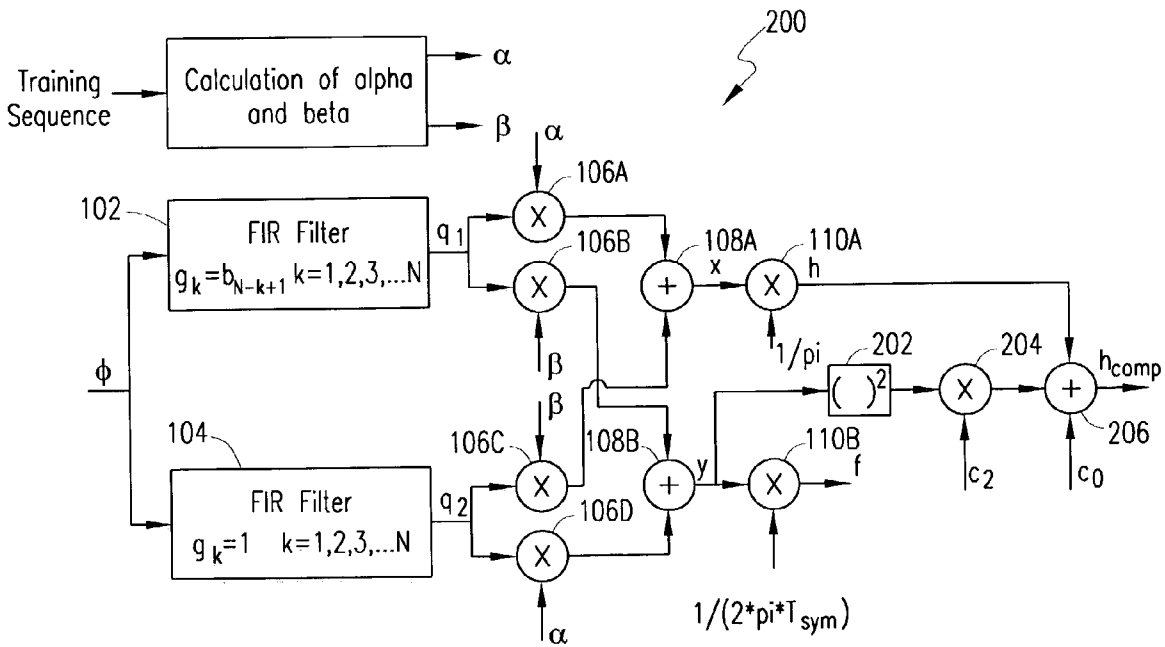 200
Training
Sequence
Calculation of alpha
and beta
α
β
α
106A
102
FIR Filter
g_k=b_{N-k+1} k=1,2,3,...N
q_1
X
106B
X
β
108A
+
x
110A
X
h
1/pi
202
( )^2
204
X
h_comp
+
206
ϕ
β
104
106C
X
108B
+
y
110B
X
f
c_2
c_0
FIR Filter
g_k=1 k=1,2,3,...N
q_2
106D
X
α
1/(2*pi*T_sym)